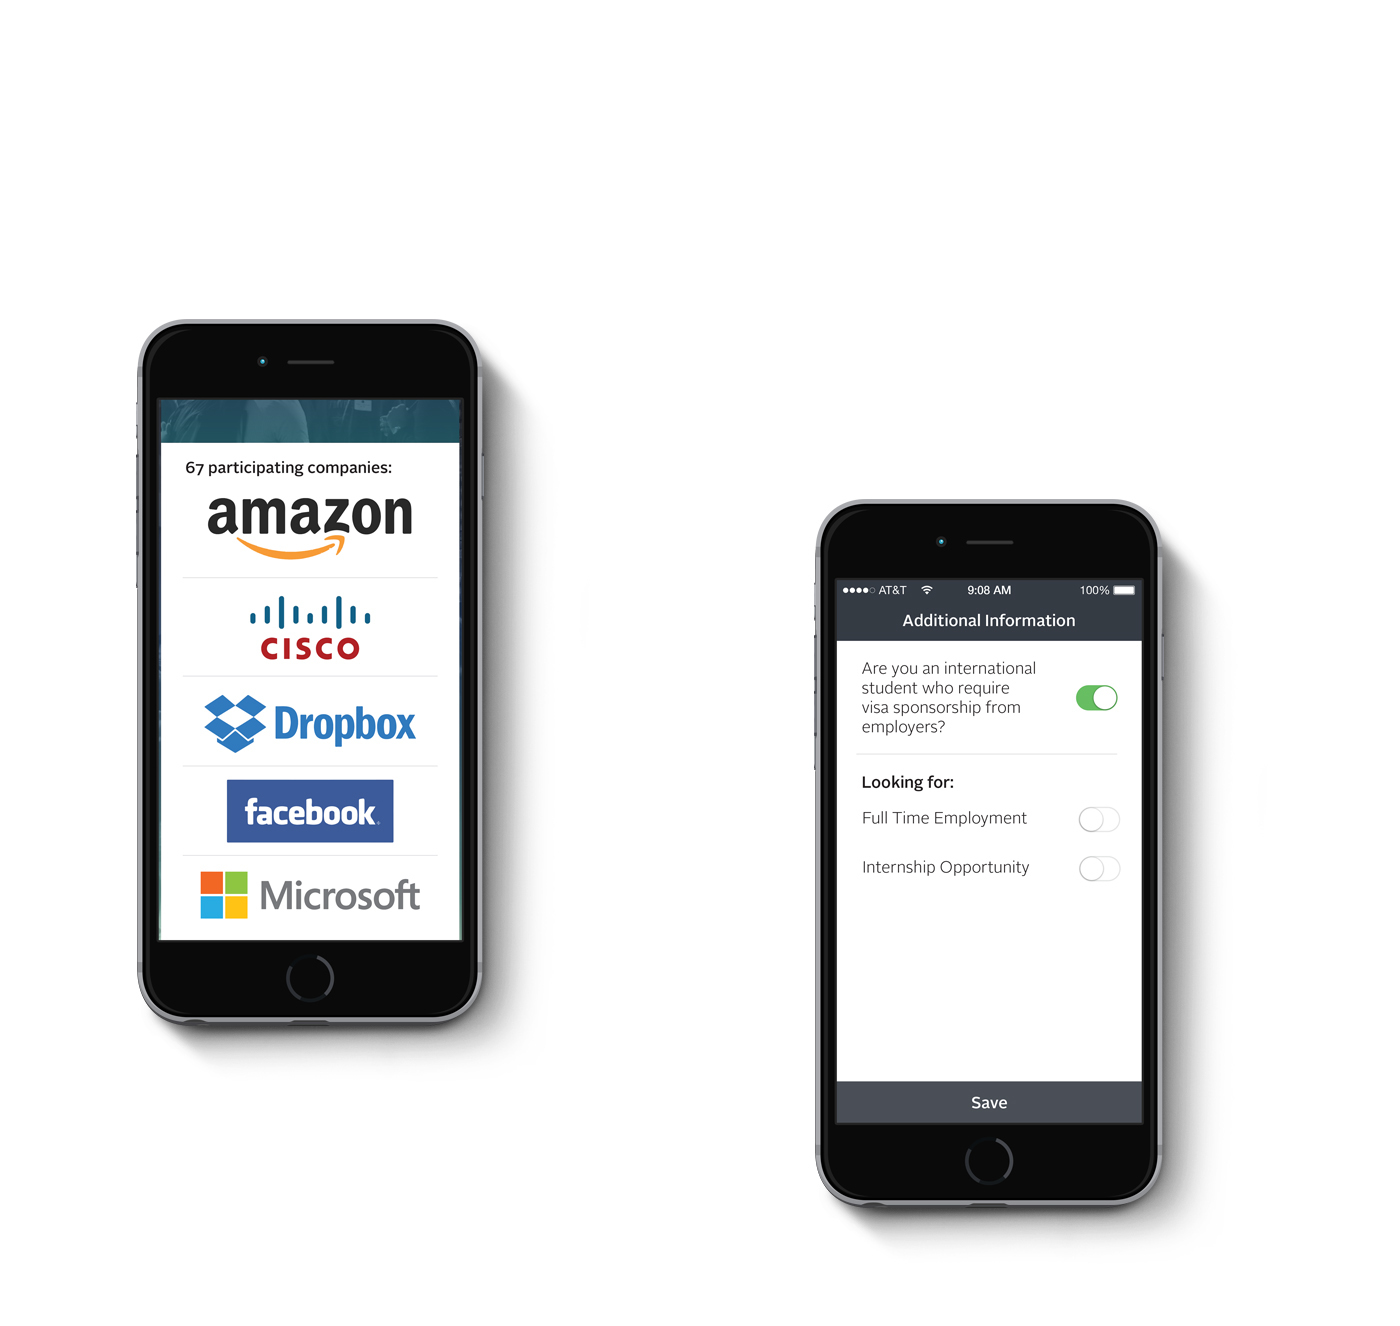 67 participating companies:
amazon
CISCO
Dropbox
facebook
Microsoft
AT&T 9:08 AM 100%
Additional Information
Are you an international
student who require
visa sponsorship from
employers?
Looking for:
Full Time Employment
Internship Opportunity
Save